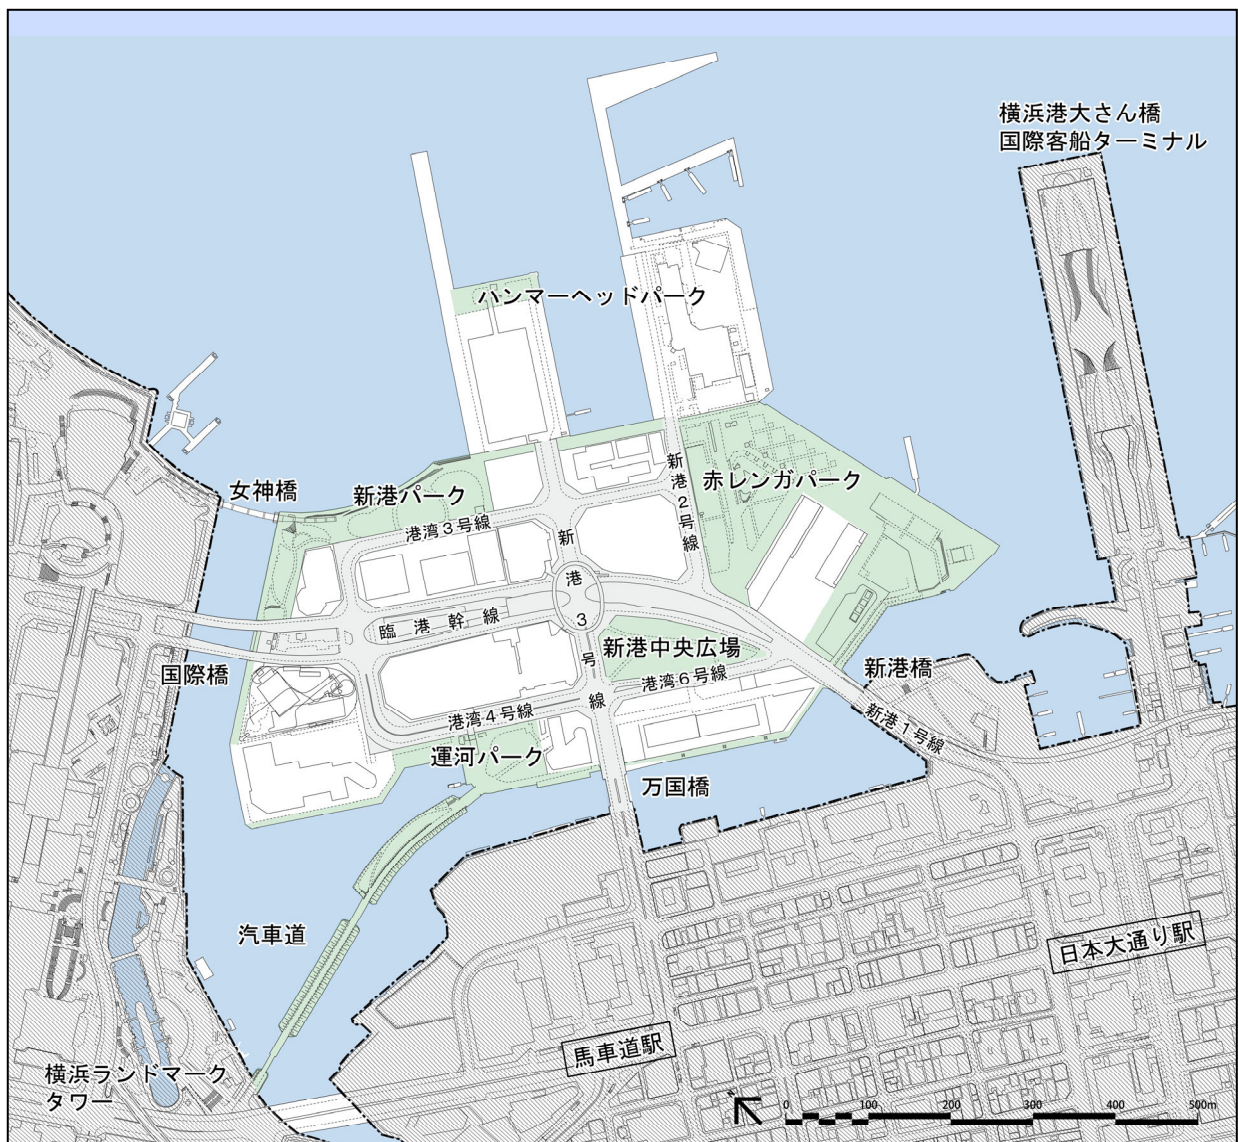 横浜港大さん橋
国際客船ターミナル
ハンマーヘッドパーク
女神橋
新港パーク
赤レンガパーク
新港2号線
港湾3号線
新港3号線
臨港幹線
新港中央広場
国際橋
新港橋
港湾6号線
港湾4号線
新港1号線
運河パーク
万国橋
汽車道
日本大通り駅
馬車道駅
横浜ランドマーク
タワー
0 100 200 300 400 500m